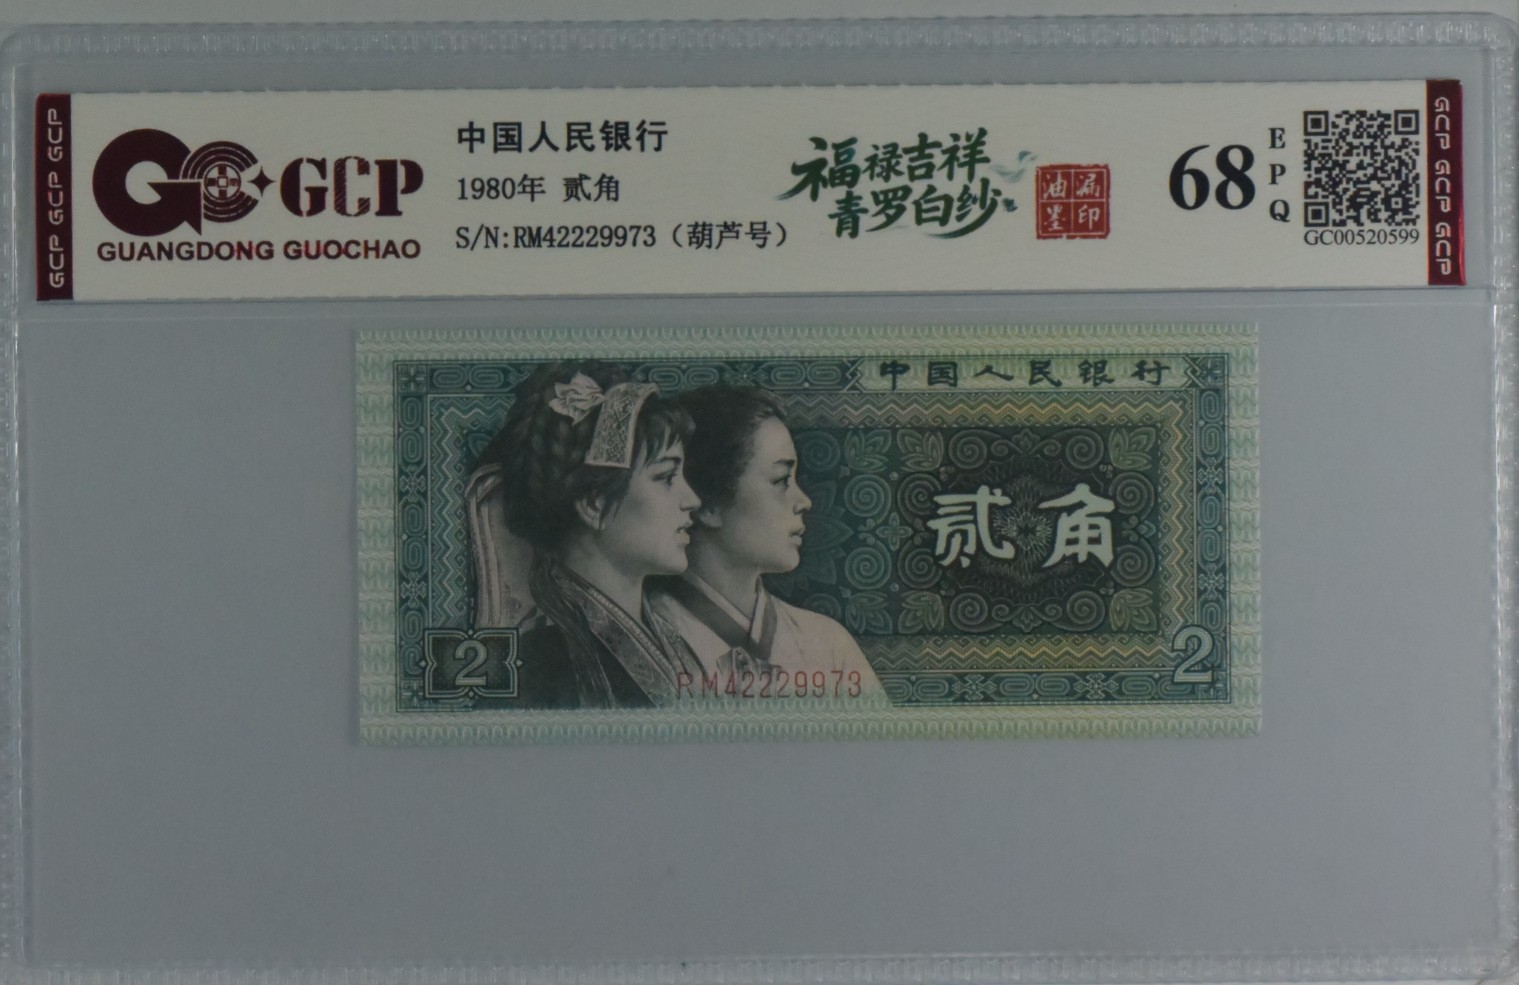 GCP GCP GCP
GCP
GUANGDONG GUOCHAO
中国人民银行
1980年 贰角
S/N:RM42229973（葫芦号）
福禄吉祥
青罗白纱
油漏
墨印
68
EPQ
GC00520599
GCP GCP GCP
中国人民银行
贰角
2
RM42229973
2